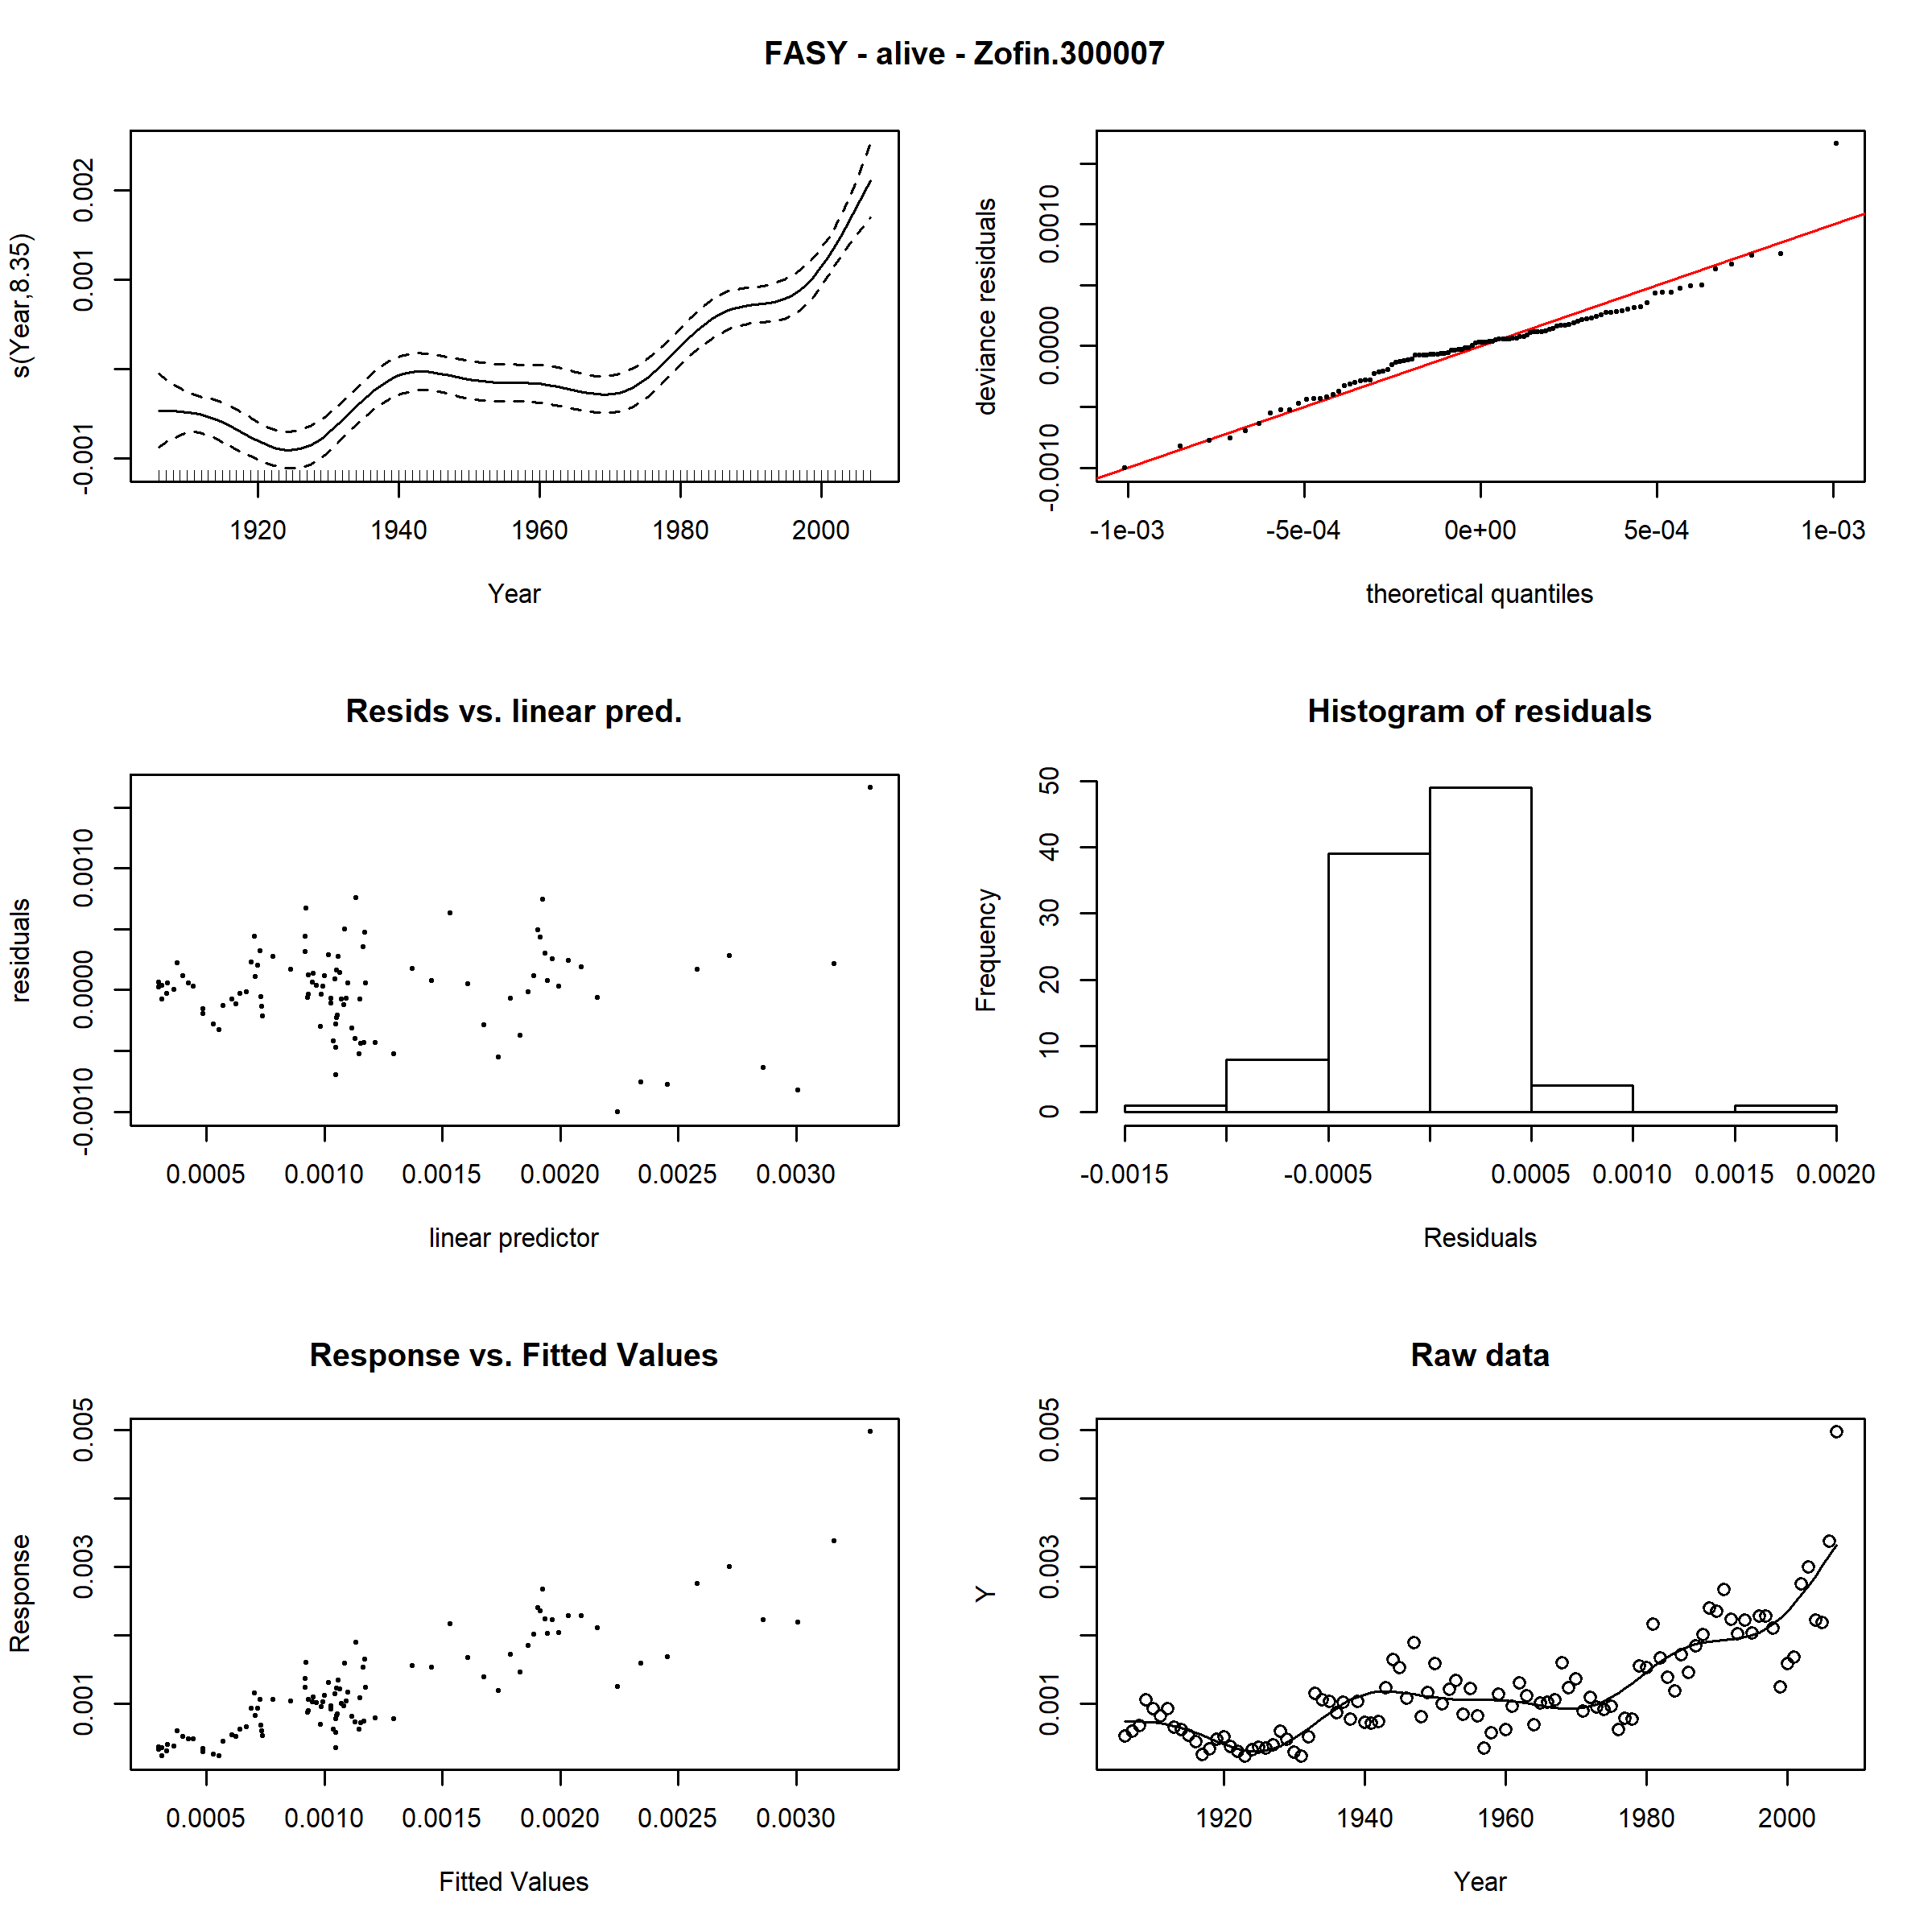 FASY - alive - Zofin.300007
s(Year,8.35)
-0.001 0.001 0.002
1920 1940 1960 1980 2000
Year
deviance residuals
-0.0010 0.0000 0.0010
-1e-03 -5e-04 0e+00 5e-04 1e-03
theoretical quantiles
Resids vs. linear pred.
residuals
-0.0010 0.0000 0.0010
0.0005 0.0010 0.0015 0.0020 0.0025 0.0030
linear predictor
Histogram of residuals
Frequency
0 10 20 30 40 50
-0.0015 -0.0005 0.0005 0.0010 0.0015 0.0020
Residuals
Response vs. Fitted Values
Response
0.001 0.003 0.005
0.0005 0.0010 0.0015 0.0020 0.0025 0.0030
Fitted Values
Raw data
Y
0.001 0.003 0.005
1920 1940 1960 1980 2000
Year